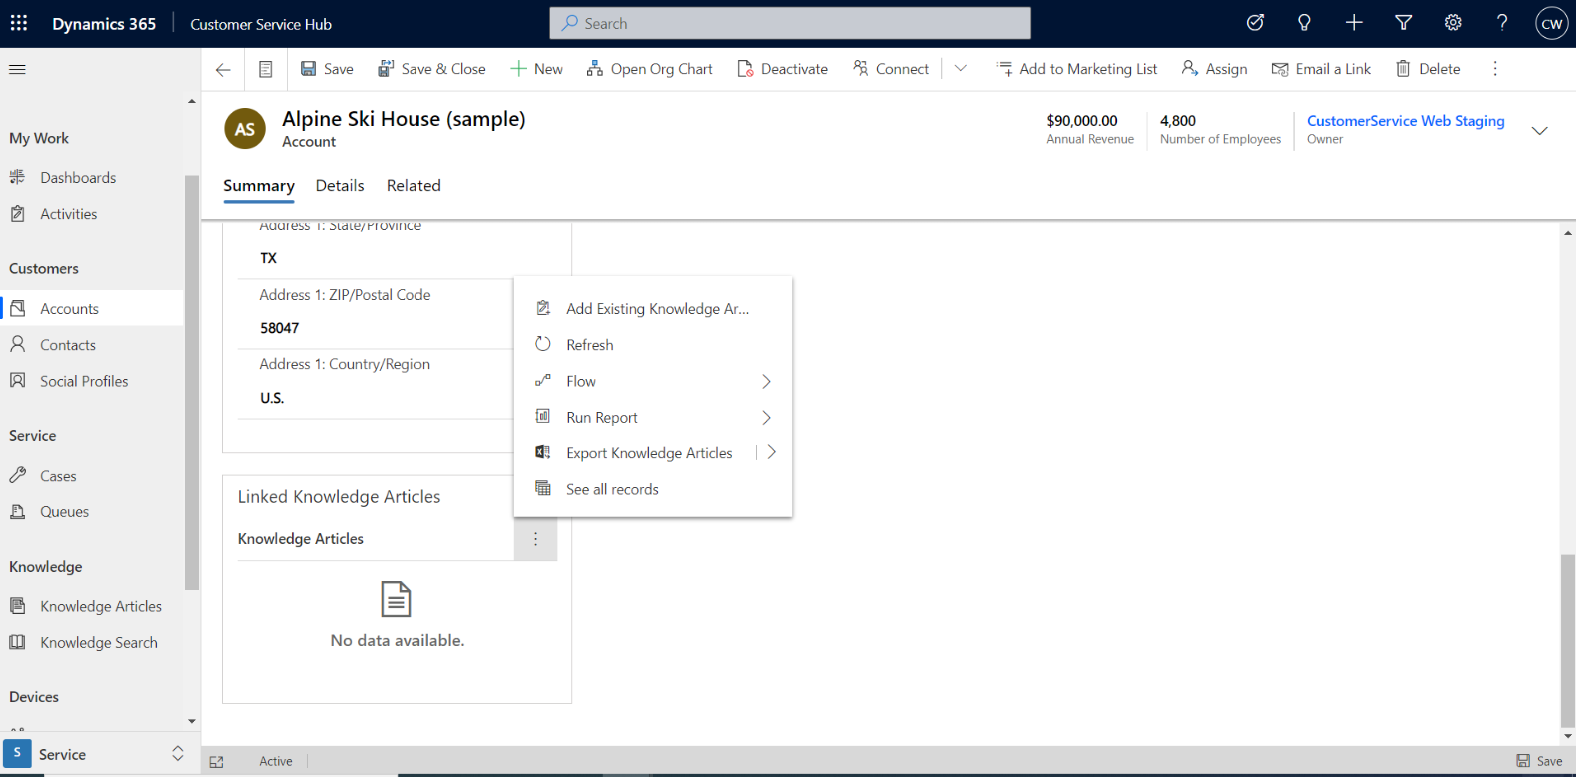 Dynamics 365
Customer Service Hub
Search
CW
Save
Save & Close
New
Open Org Chart
Deactivate
Connect
Add to Marketing List
Assign
Email a Link
Delete
AS
Alpine Ski House (sample)
Account
$90,000.00
Annual Revenue
4,800
Number of Employees
CustomerService Web Staging
Owner
Summary
Details
Related
My Work
Dashboards
Activities
Customers
Accounts
Contacts
Social Profiles
Service
Cases
Queues
Knowledge
Knowledge Articles
Knowledge Search
Devices
S
Service
Address 1: State/Province
TX
Address 1: ZIP/Postal Code
58047
Address 1: Country/Region
U.S.
Add Existing Knowledge Ar...
Refresh
Flow
Run Report
Export Knowledge Articles
See all records
Linked Knowledge Articles
Knowledge Articles
No data available.
Active
Save